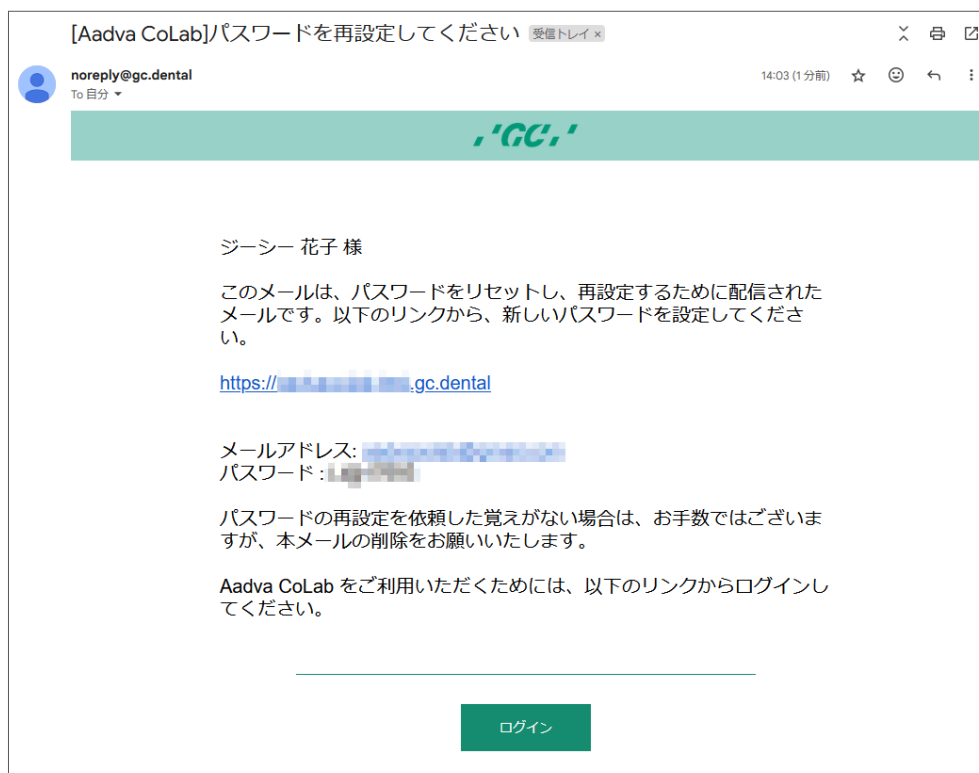 [Aadva CoLab]パスワードを再設定してください 受信トレイ ×
noreply@gc.dental
14:03 (1 分前)
To 自分
GC
ジーシー 花子 様
このメールは、パスワードをリセットし、再設定するために配信された
メールです。以下のリンクから、新しいパスワードを設定してくださ
い。
https:// .gc.dental
メールアドレス:
パスワード :
パスワードの再設定を依頼した覚えがない場合は、お手数ではございま
すが、本メールの削除をお願いいたします。
Aadva CoLab をご利用いただくためには、以下のリンクからログインし
てください。
ログイン